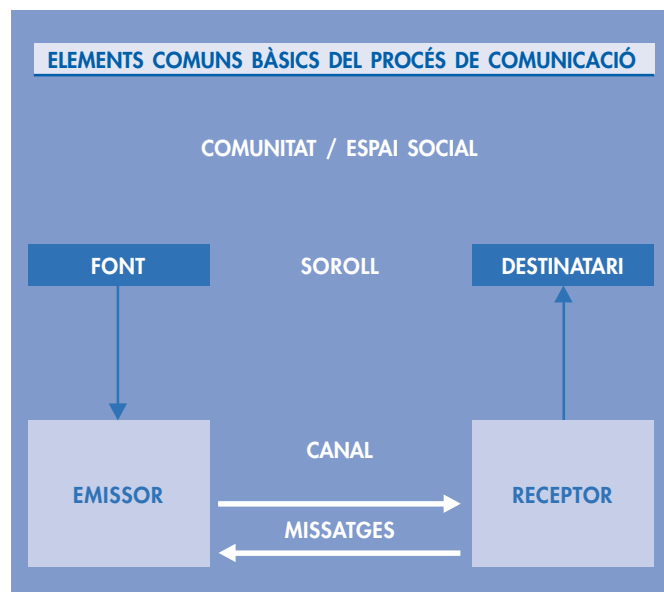 ELEMENTS COMUNS BÀSICS DEL PROCÉS DE COMUNICACIÓ
COMUNITAT / ESPAI SOCIAL
FONT
SOROLL
DESTINATARI
CANAL
EMISSOR
RECEPTOR
MISSATGES